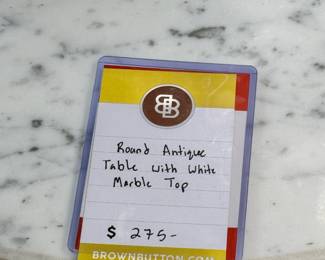 BB
Round Antique
Table with White
Marble Top
$ 275-
BROWNBUTTON.COM